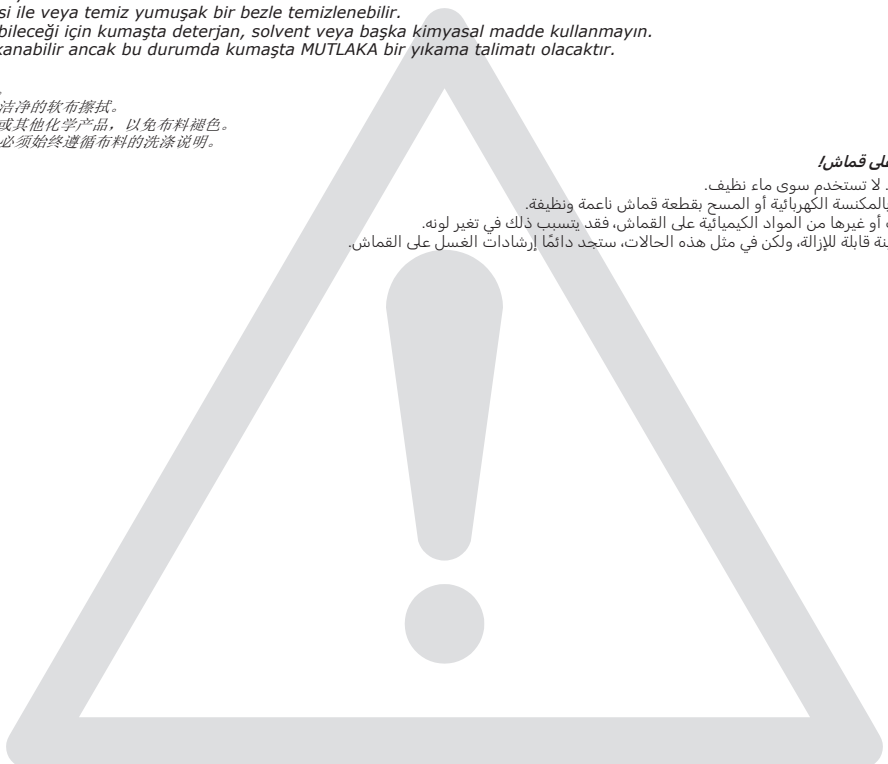 si ile veya temiz yumuşak bir bezle temizlenebilir.
bileceği için kumaşta deterjan, solvent veya başka kimyasal madde kullanmayın.
kanabilir ancak bu durumda kumaşta MUTLAKA bir yıkama talimatı olacaktır.
。
洁净的软布擦拭。
或其他化学产品，以免布料褪色。
必须始终遵循布料的洗涤说明。
لى قماش!
. لا تستخدم سوى ماء نظيف.
بالمكنسة الكهربائية أو المسح بقطعة قماش ناعمة ونظيفة.
أو غيرها من المواد الكيميائية على القماش، فقد يتسبب ذلك في تغير لونه.
نة قابلة للإزالة، ولكن في مثل هذه الحالات، ستجد دائمًا إرشادات الغسل على القماش.